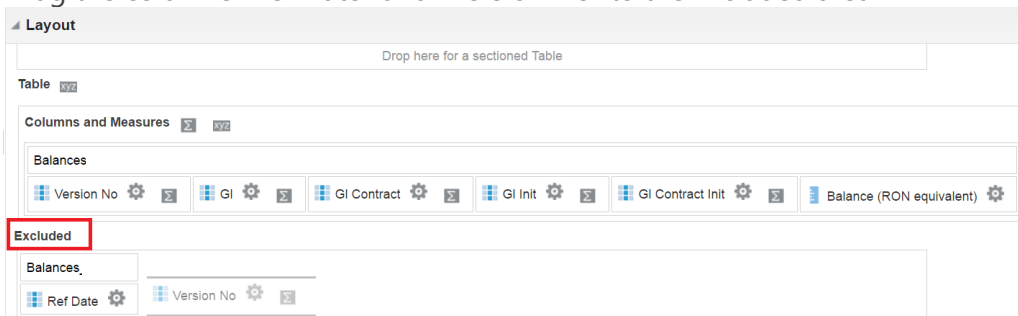 Layout
Drop here for a sectioned Table
Table xyz
Columns and Measures Σ xyz
Balances
Version No Σ GI Σ GI Contract Σ GI Init Σ GI Contract Init Σ Balance (RON equivalent)
Excluded
Balances
Ref Date Version No Σ